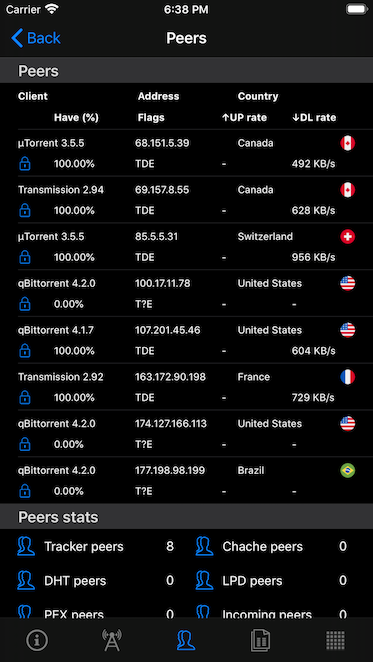 Carrier 6:38 PM
Back Peers
Peers
Client Address Country
Have (%) Flags ↑UP rate ↓DL rate
µTorrent 3.5.5 68.151.5.39 Canada
100.00% TDE - 492 KB/s
Transmission 2.94 69.157.8.55 Canada
100.00% TDE - 628 KB/s
µTorrent 3.5.5 85.5.5.31 Switzerland
100.00% TDE - 956 KB/s
qBittorrent 4.2.0 100.17.11.78 United States
0.00% T?E - -
qBittorrent 4.1.7 107.201.45.46 United States
100.00% TDE - 604 KB/s
Transmission 2.92 163.172.90.198 France
100.00% TDE - 729 KB/s
qBittorrent 4.2.0 174.127.166.113 United States
0.00% T?E - -
qBittorrent 4.2.0 177.198.98.199 Brazil
0.00% T?E - -
Peers stats
Tracker peers 8 Chache peers 0
DHT peers 0 LPD peers 0
PEX peers 0 Incoming peers 0